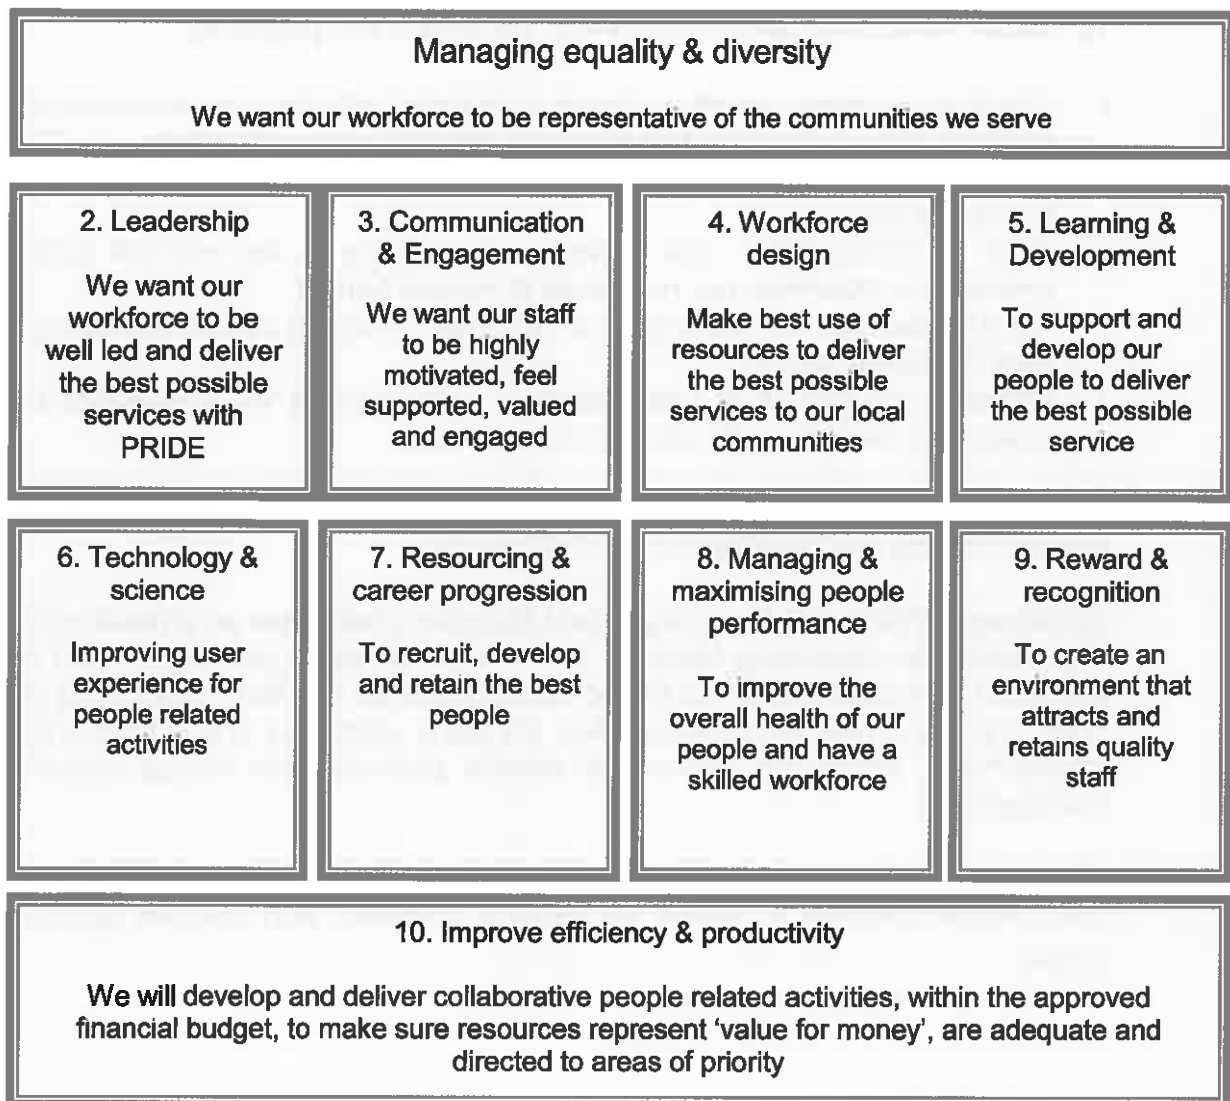 Managing equality & diversity
We want our workforce to be representative of the communities we serve
2. Leadership
We want our
workforce to be
well led and deliver
the best possible
services with
PRIDE
3. Communication
& Engagement
We want our staff
to be highly
motivated, feel
supported, valued
and engaged
4. Workforce
design
Make best use of
resources to deliver
the best possible
services to our local
communities
5. Learning &
Development
To support and
develop our
people to deliver
the best possible
service
6. Technology &
science
Improving user
experience for
people related
activities
7. Resourcing &
career progression
To recruit, develop
and retain the best
people
8. Managing &
maximising people
performance
To improve the
overall health of our
people and have a
skilled workforce
9. Reward &
recognition
To create an
environment that
attracts and
retains quality
staff
10. Improve efficiency & productivity
We will develop and deliver collaborative people related activities, within the approved
financial budget, to make sure resources represent ‘value for money’, are adequate and
directed to areas of priority